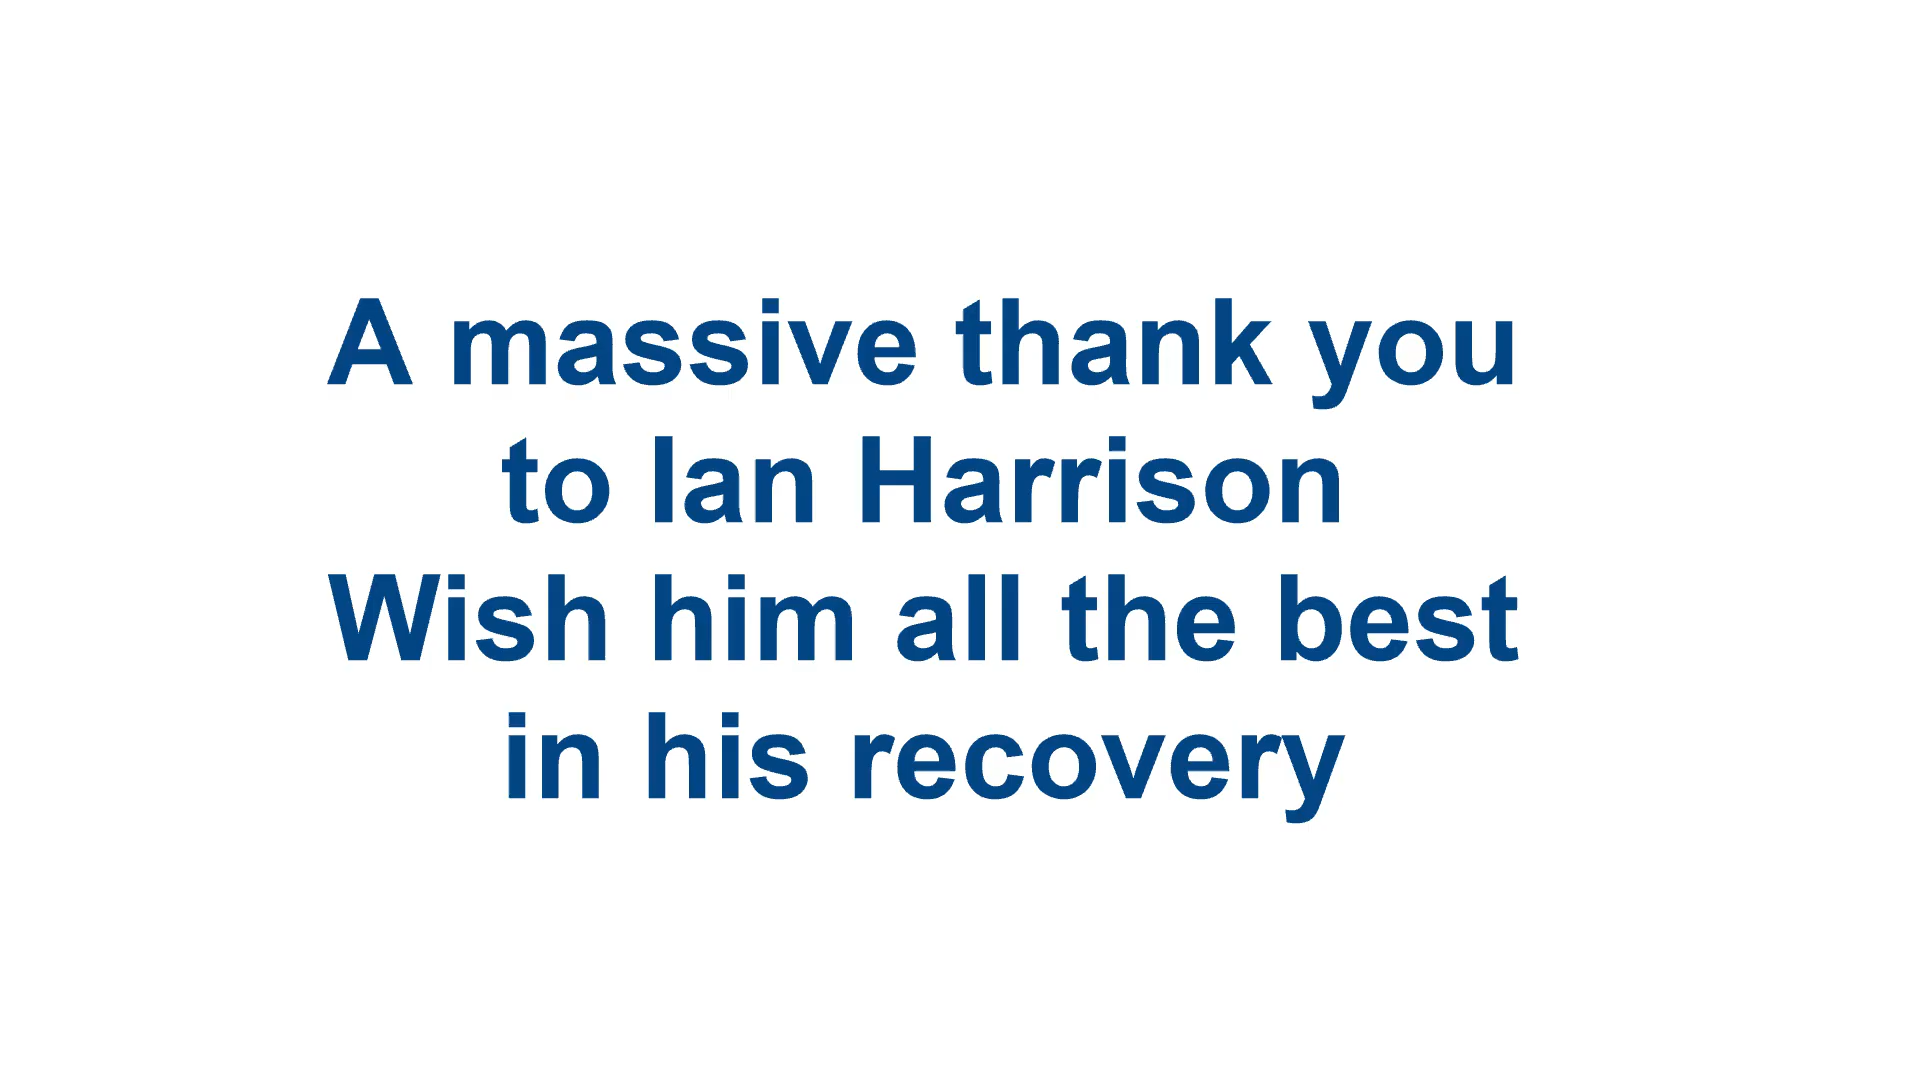 A massive thank you
to Ian Harrison
Wish him all the best
in his recovery